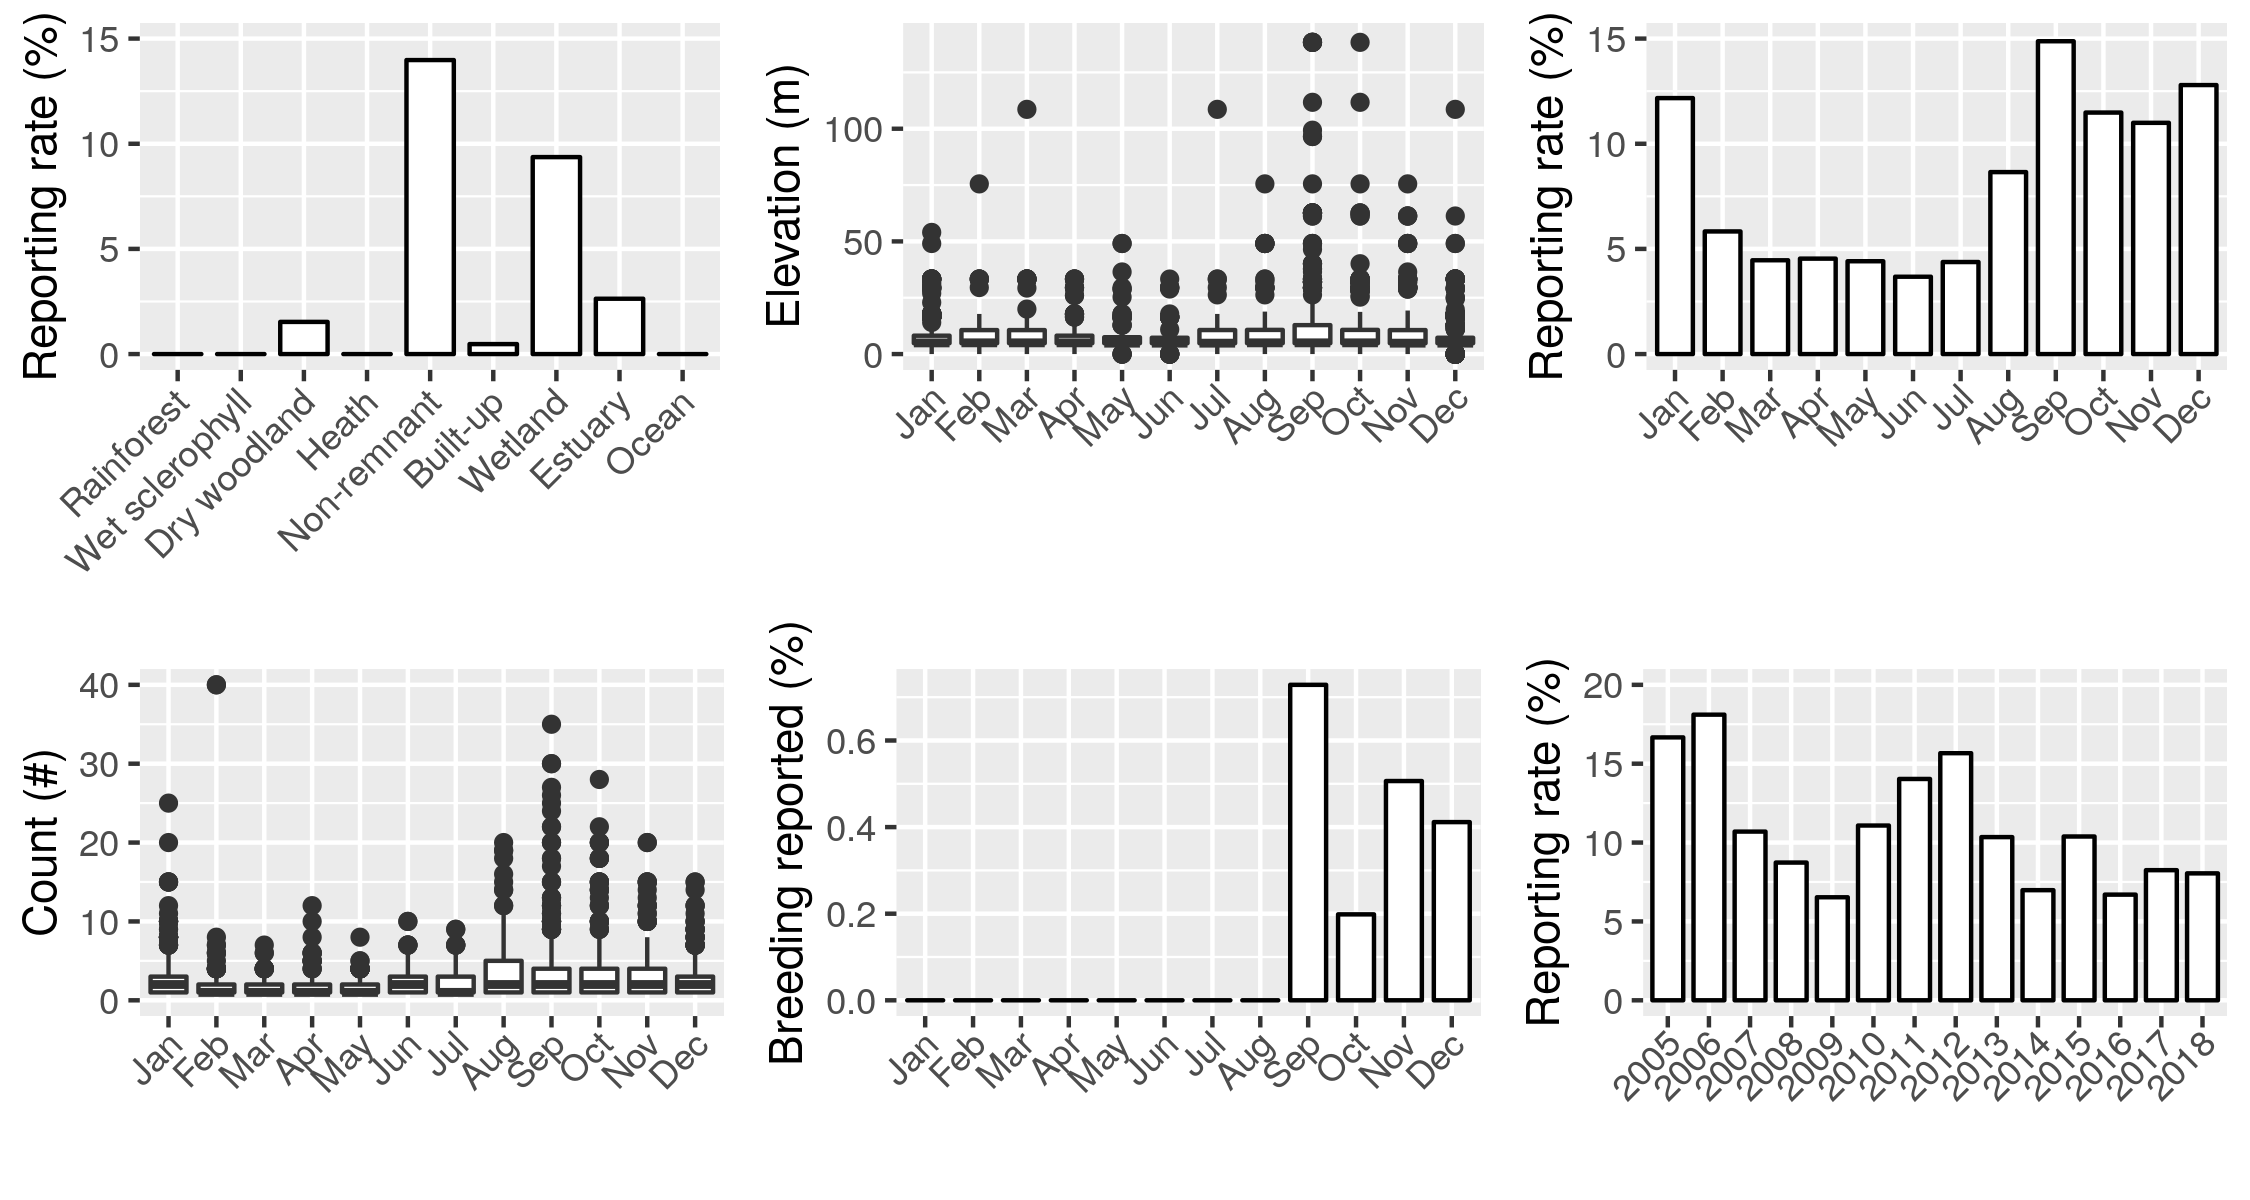 Reporting rate (%)
15
10
5
0
Rainforest
Wet sclerophyll
Dry woodland
Heath
Non-remnant
Built-up
Wetland
Estuary
Ocean
Elevation (m)
100
50
0
Jan
Feb
Mar
Apr
May
Jun
Jul
Aug
Sep
Oct
Nov
Dec
Reporting rate (%)
15
10
5
0
Jan
Feb
Mar
Apr
May
Jun
Jul
Aug
Sep
Oct
Nov
Dec
Count (#)
40
30
20
10
0
Jan
Feb
Mar
Apr
May
Jun
Jul
Aug
Sep
Oct
Nov
Dec
Breeding reported (%)
0.6
0.4
0.2
0.0
Jan
Feb
Mar
Apr
May
Jun
Jul
Aug
Sep
Oct
Nov
Dec
Reporting rate (%)
20
15
10
5
0
2005
2006
2007
2008
2009
2010
2011
2012
2013
2014
2015
2016
2017
2018